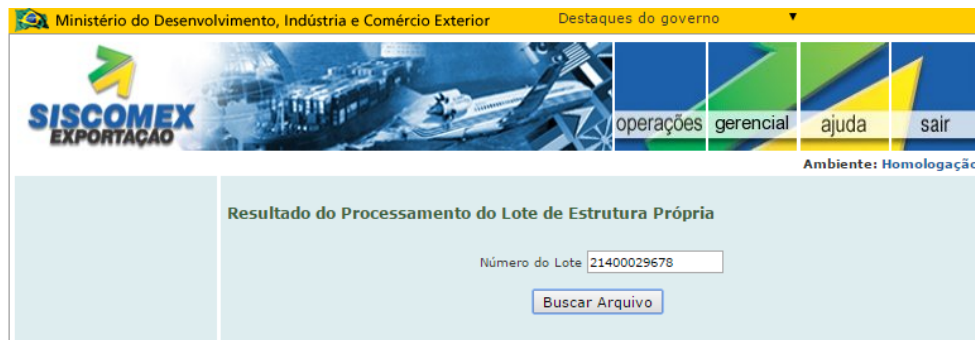 Ministério do Desenvolvimento, Indústria e Comércio Exterior
Destaques do governo
SISCOMEX
EXPORTAÇÃO
operações
gerencial
ajuda
sair
Ambiente: Homologação
Resultado do Processamento do Lote de Estrutura Própria
Número do Lote 21400029678
Buscar Arquivo